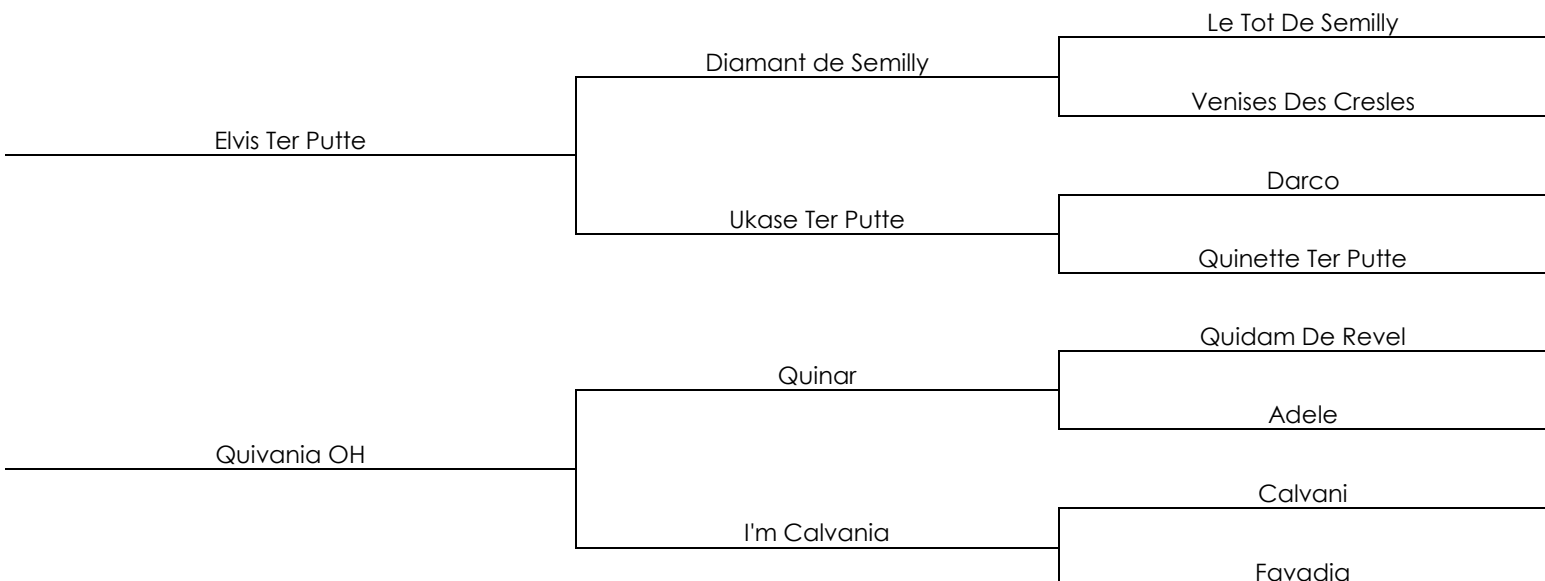 Le Tot De Semilly
Diamant de Semilly
Venises Des Cresles
Elvis Ter Putte
Darco
Ukase Ter Putte
Quinette Ter Putte
Quidam De Revel
Quinar
Adele
Quivania OH
Calvani
I'm Calvania
Favadia